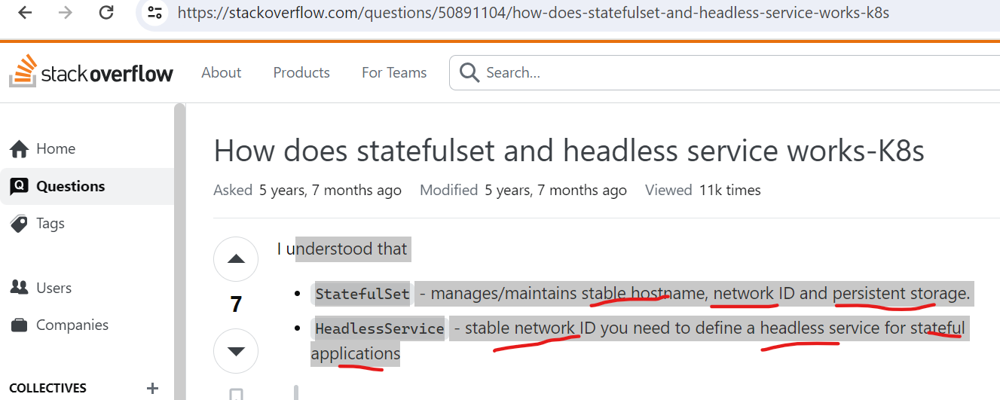 https://stackoverflow.com/questions/50891104/how-does-statefulset-and-headless-service-works-k8s
stack overflow
About
Products
For Teams
Search...
Home
Questions
Tags
Users
Companies
COLLECTIVES
How does statefulset and headless service works-K8s
Asked 5 years, 7 months ago Modified 5 years, 7 months ago Viewed 11k times
7
I understood that
StatefulSet - manages/maintains stable hostname, network ID and persistent storage.
HeadlessService - stable network ID you need to define a headless service for stateful
applications